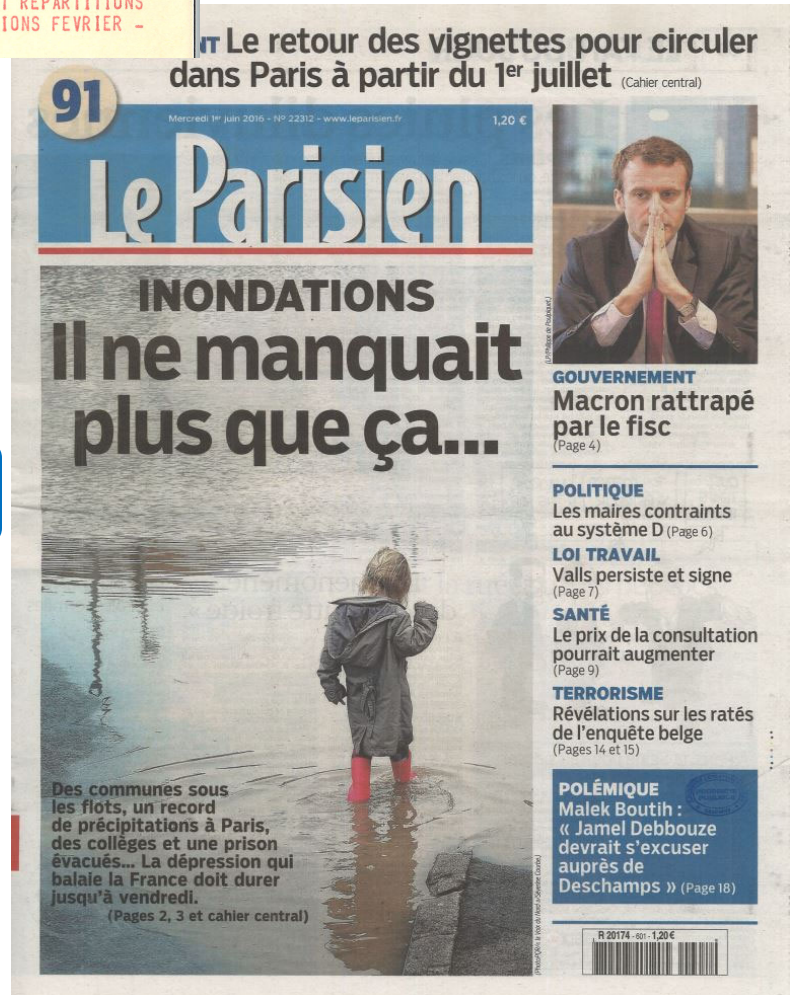 T REPARTITIONS
IONS FEVRIER -
NT Le retour des vignettes pour circuler
dans Paris à partir du 1er juillet (Cahier central)
91
Mercredi 1er juin 2016 - N° 22312 - www.leparisien.fr
1,20 €
Le Parisien
INONDATIONS
Il ne manquait
plus que ça...
Des communes sous
les flots, un record
de précipitations à Paris,
des collèges et une prison
évacués... La dépression qui
balaie la France doit durer
jusqu'à vendredi.
(Pages 2, 3 et cahier central)
GOUVERNEMENT
Macron rattrapé
par le fisc
(Page 4)
POLITIQUE
Les maires contraints
au système D (Page 6)
LOI TRAVAIL
Valls persiste et signe
(Page 7)
SANTÉ
Le prix de la consultation
pourrait augmenter
(Page 9)
TERRORISME
Révélations sur les ratés
de l'enquête belge
(Pages 14 et 15)
POLÉMIQUE
Malek Boutih :
« Jamel Debbouze
devrait s'excuser
auprès de
Deschamps » (Page 18)
R 20174 - 601 - 1,20 €